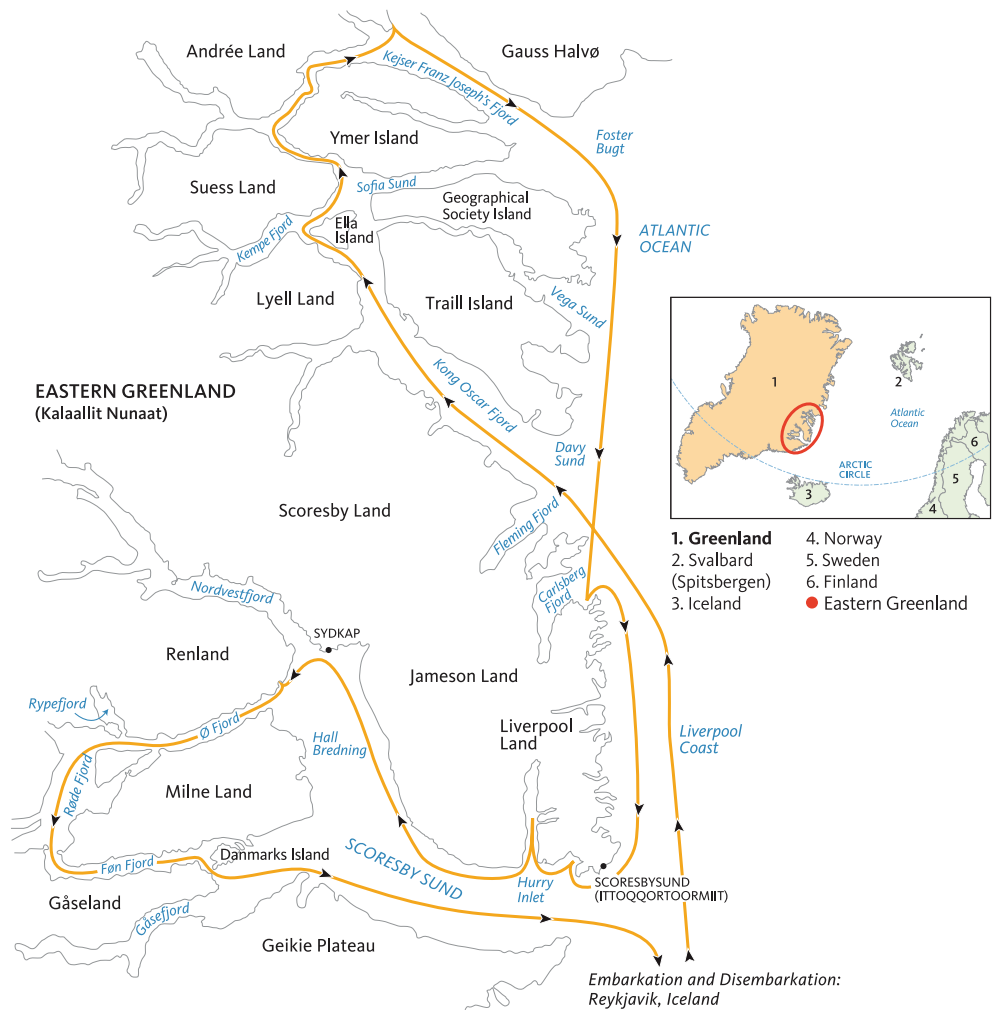 Andrée Land
Gauss Halvø
Kejser Franz Joseph's Fjord
Ymer Island
Foster
Bugt
Suess Land
Sofia Sund
Geographical
Society Island
Ella
Island
ATLANTIC
OCEAN
Kempe Fjord
Lyell Land
Traill Island
Vega Sund
EASTERN GREENLAND
(Kalaallit Nunaat)
Kong Oscar Fjord
Davy
Sund
Scoresby Land
Fleming Fjord
Nordvestfjord
Carlsberg
Fjord
SYDKAP
Renland
Jameson Land
Rypefjord
Ø Fjord
Hall
Bredning
Liverpool
Land
Liverpool
Coast
Røde Fjord
Milne Land
Danmarks Island
SCORESBY SUND
Føn Fjord
Hurry
Inlet
SCORESBYSUND
(ITTOQQORTOORMIIT)
Gåseland
Gåsefjord
Geikie Plateau
Embarkation and Disembarkation:
Reykjavik, Iceland
1
2
Atlantic
Ocean
6
ARCTIC
CIRCLE
5
3
4
1. Greenland
2. Svalbard
(Spitsbergen)
3. Iceland
4. Norway
5. Sweden
6. Finland
Eastern Greenland